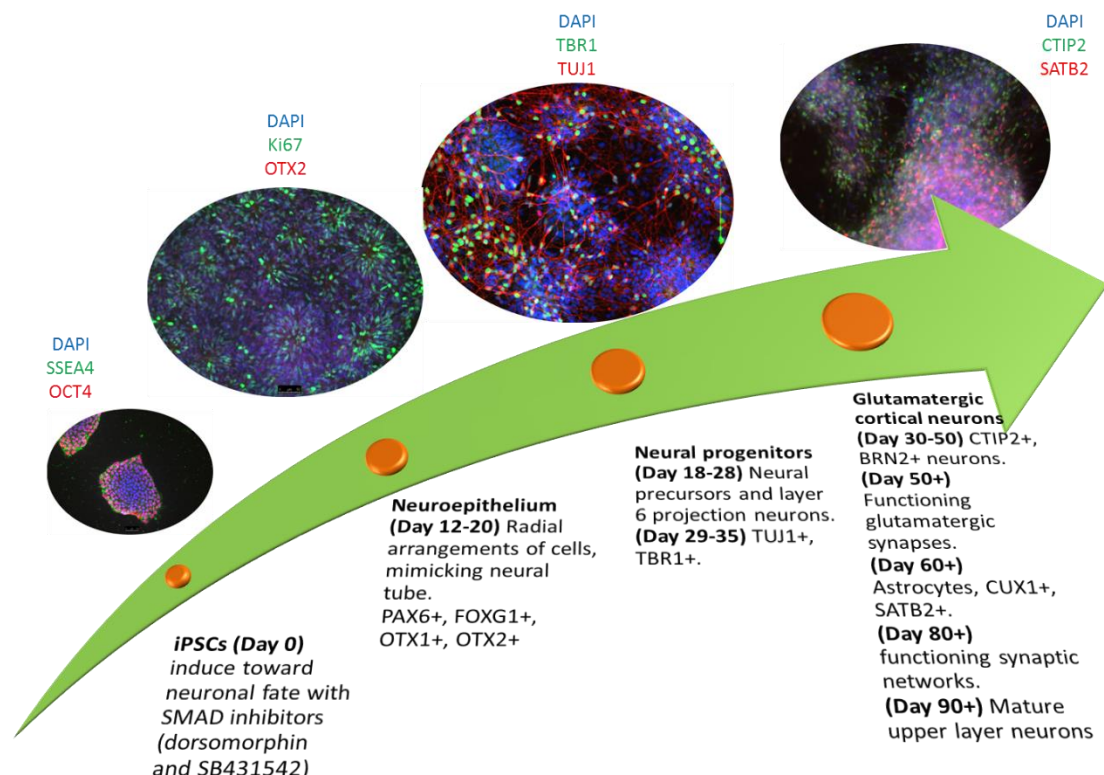 DAPI
SSEA4
OCT4
DAPI
Ki67
OTX2
DAPI
TBR1
TUJ1
DAPI
CTIP2
SATB2
iPSCs (Day 0)
induce toward
neuronal fate with
SMAD inhibitors
(dorsomorphin
and SB431542)
Neuroepithelium
(Day 12-20) Radial
arrangements of cells,
mimicking neural
tube.
PAX6+, FOXG1+,
OTX1+, OTX2+
Neural progenitors
(Day 18-28) Neural
precursors and layer
6 projection neurons.
(Day 29-35) TUJ1+,
TBR1+.
Glutamatergic
cortical neurons
(Day 30-50) CTIP2+,
BRN2+ neurons.
(Day 50+)
Functioning
glutamatergic
synapses.
(Day 60+)
Astrocytes, CUX1+,
SATB2+.
(Day 80+)
functioning synaptic
networks.
(Day 90+) Mature
upper layer neurons